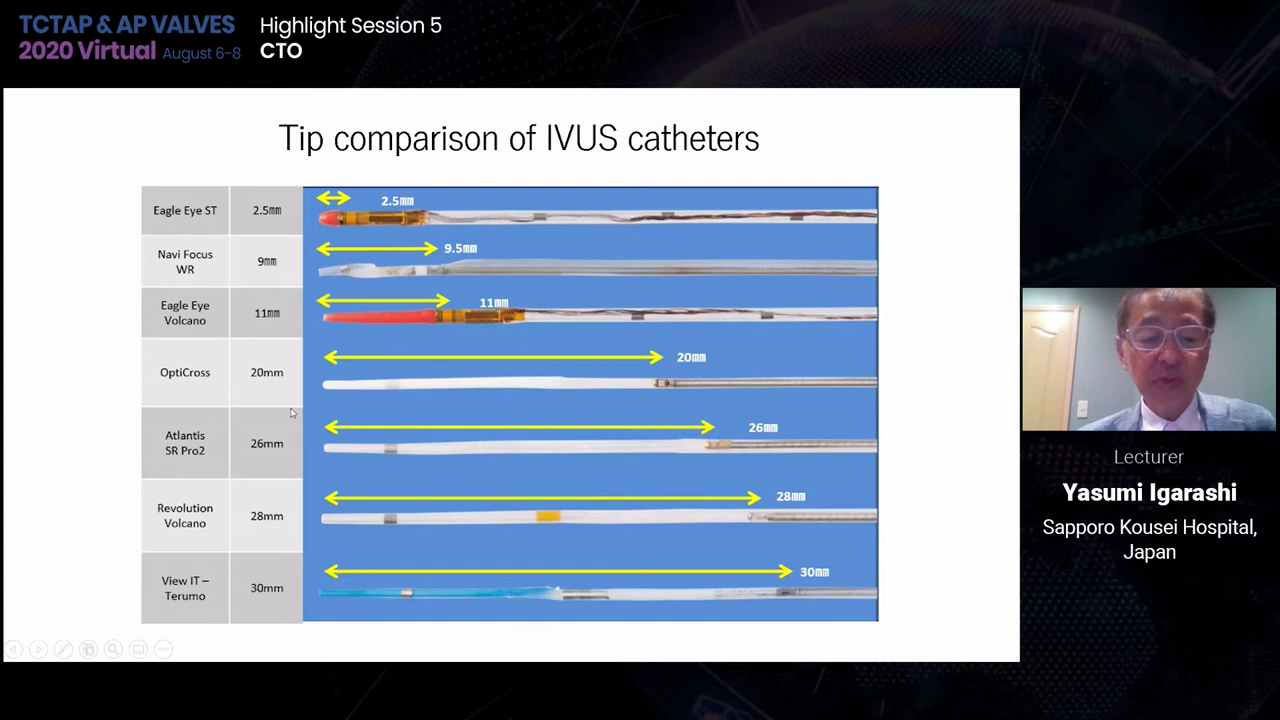 TCTAP & AP VALVES
2020 Virtual August 6-8
Highlight Session 5
CTO
Tip comparison of IVUS catheters
Eagle Eye ST 2.5mm 2.5mm
Navi Focus
WR
9mm 9.5mm
Eagle Eye
Volcano
11mm 11mm
OptiCross 20mm 20mm
Atlantis
SR Pro2
26mm 26mm
Revolution
Volcano
28mm 28mm
View IT –
Terumo
30mm 30mm
Lecturer
Yasumi Igarashi
Sapporo Kousei Hospital,
Japan